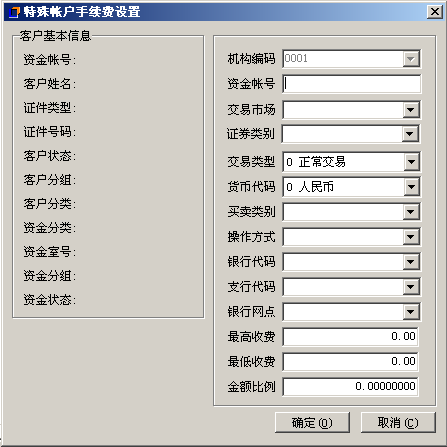 特殊帐户手续费设置
客户基本信息
资金帐号:
客户姓名:
证件类型:
证件号码:
客户状态:
客户分组:
客户分类:
资金分类:
资金室号:
资金分组:
资金状态:
机构编码 0001
资金帐号
交易市场
证券类别
交易类型 0 正常交易
货币代码 0 人民币
买卖类别
操作方式
银行代码
支行代码
银行网点
最高收费 0.00
最低收费 0.00
金额比例 0.00000000
确定(O) 取消(C)